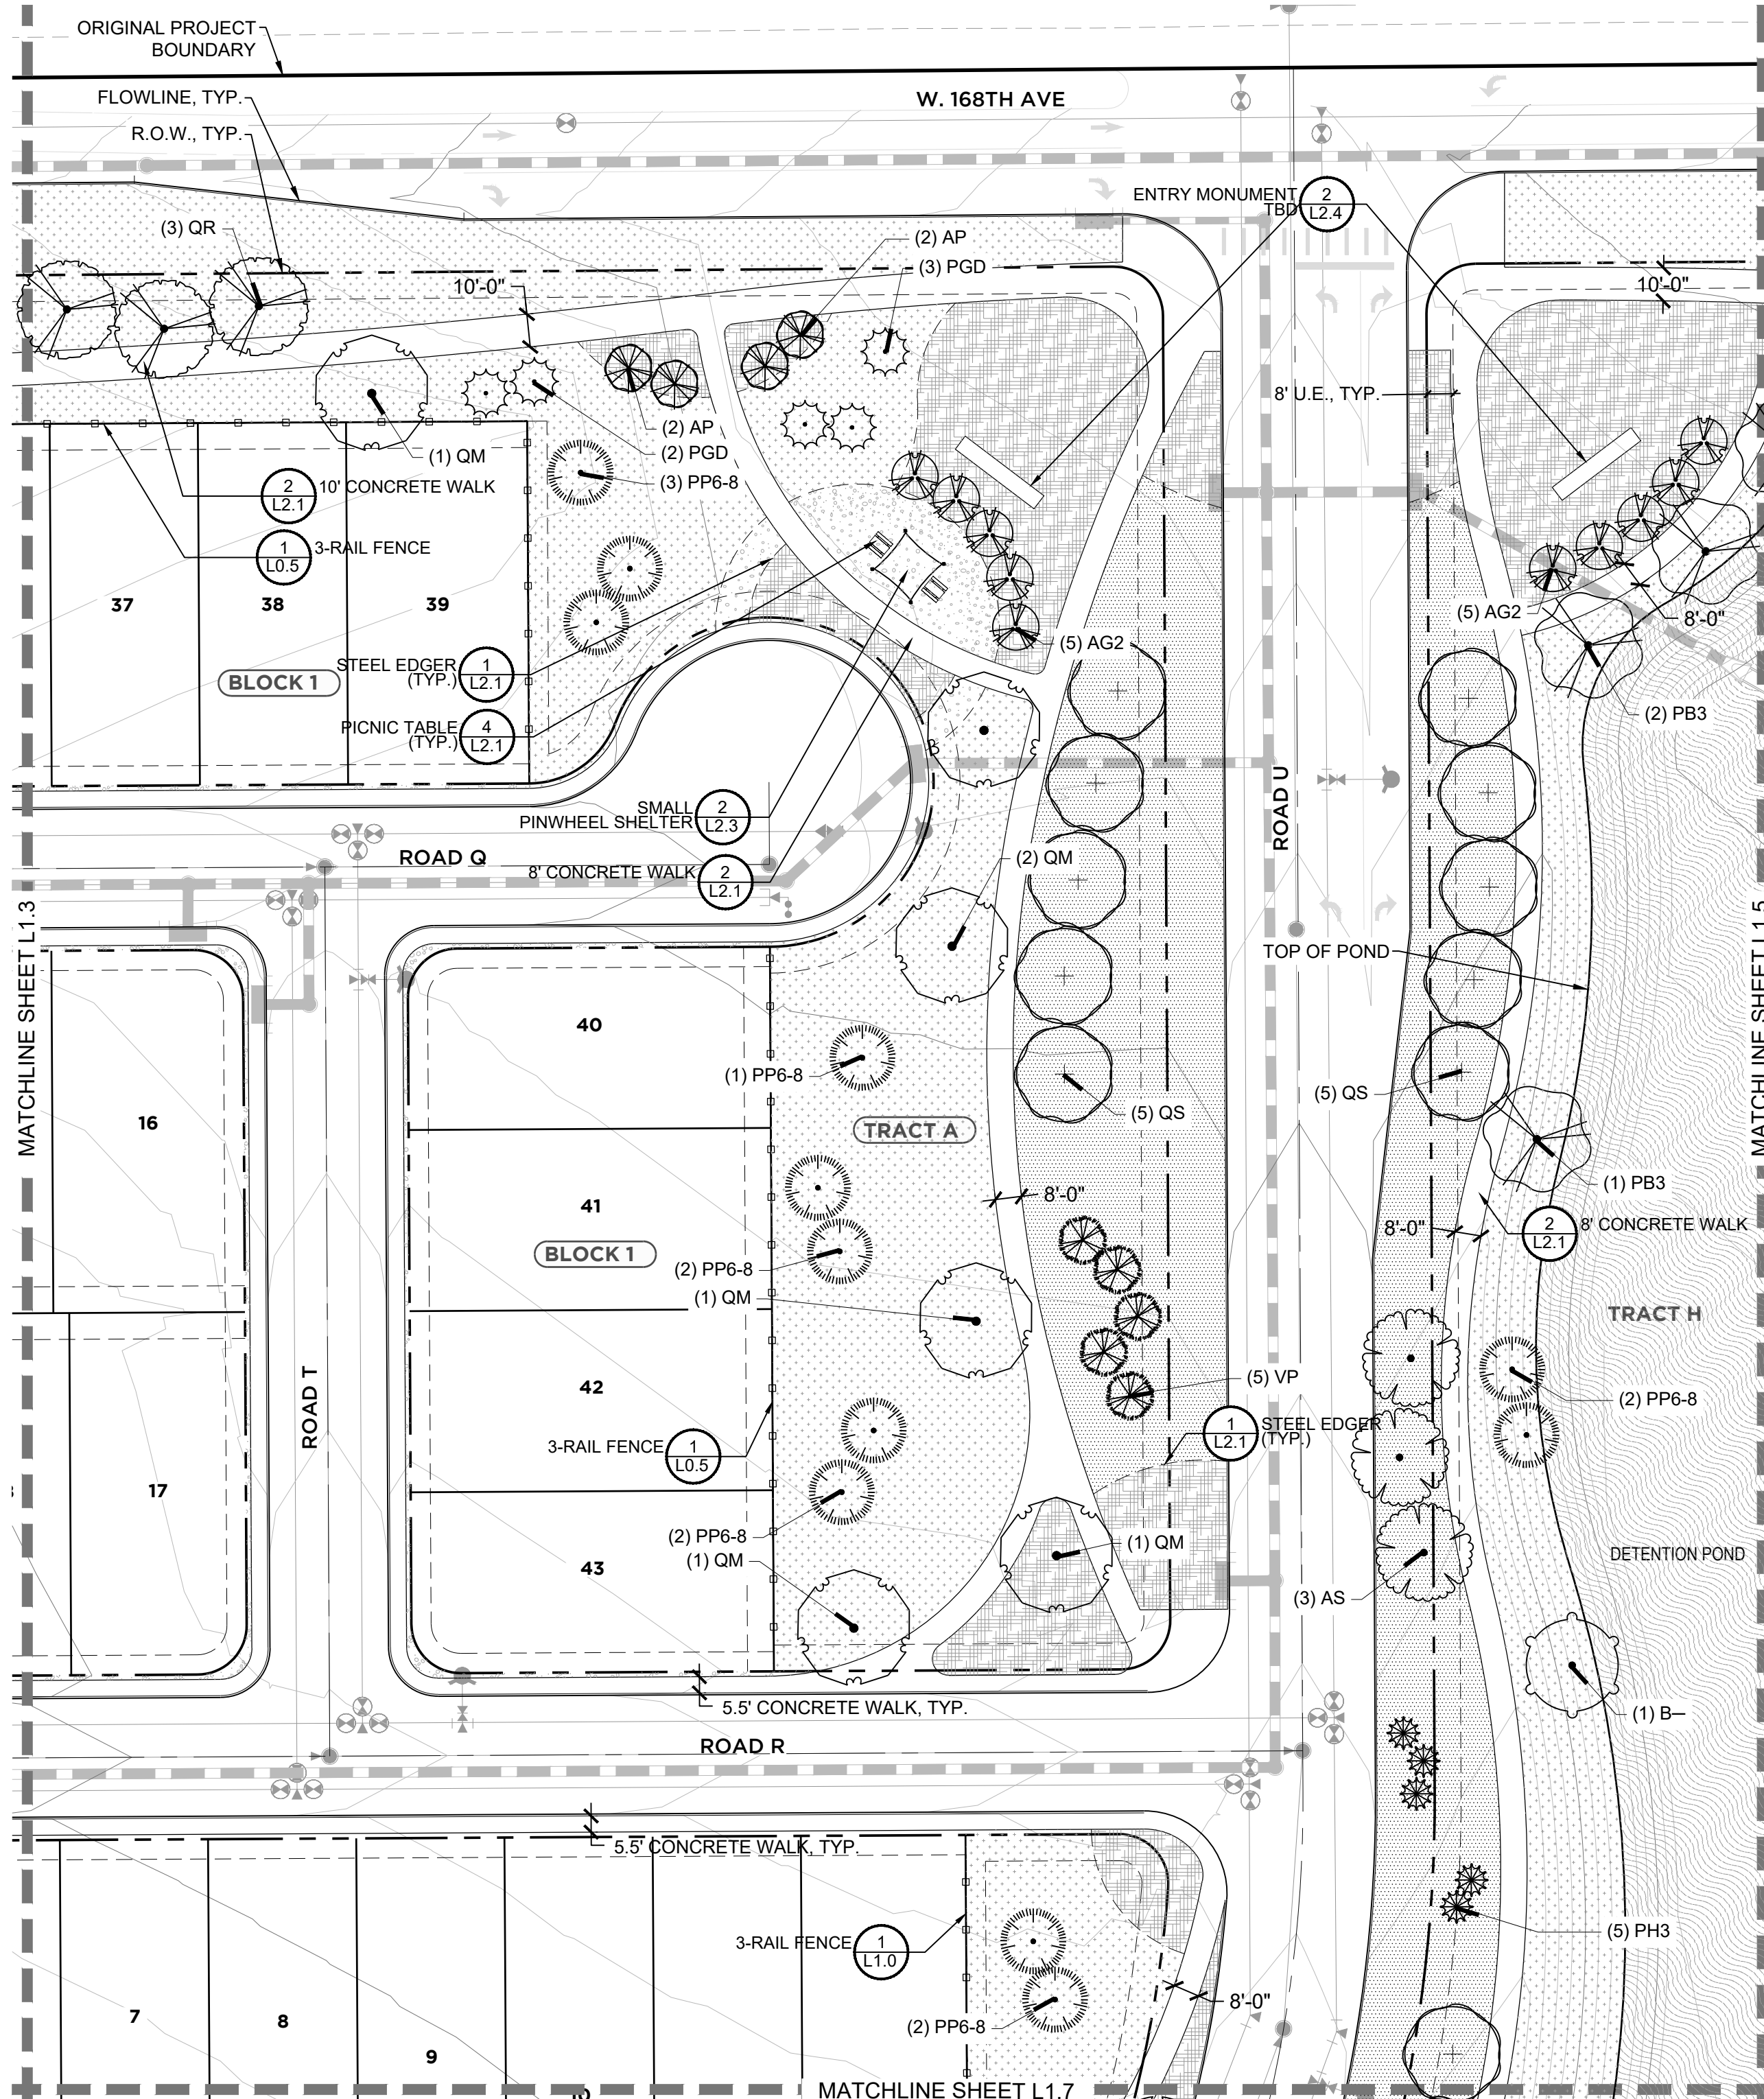 ORIGINAL PROJECT
BOUNDARY
FLOWLINE, TYP.
R.O.W., TYP.
W. 168TH AVE
(3) QR
10'-0"
(2) AP
(3) PGD
ENTRY MONUMENT
TBD
2
L2.4
10'-0"
8' U.E., TYP.
(1) QM
(2) AP
(2) PGD
(3) PP6-8
2
L2.1
10' CONCRETE WALK
1
L0.5
3-RAIL FENCE
37
38
39
BLOCK 1
STEEL EDGER
(TYP.)
1
L2.1
PICNIC TABLE
(TYP.)
4
L2.1
(5) AG2
(5) AG2
8'-0"
(2) PB3
SMALL
PINWHEEL SHELTER
2
L2.3
8' CONCRETE WALK
2
L2.1
ROAD Q
(2) QM
ROAD U
MATCHLINE SHEET L1.3
MATCHLINE SHEET L1.5
TOP OF POND
40
(1) PP6-8
TRACT A
(5) QS
(5) QS
16
41
BLOCK 1
8'-0"
(1) PB3
8'-0"
2
L2.1
8' CONCRETE WALK
(2) PP6-8
(1) QM
TRACT H
42
ROAD T
(5) VP
(2) PP6-8
3-RAIL FENCE
1
L0.5
1
L2.1
STEEL EDGER
(TYP.)
17
(2) PP6-8
(1) QM
(1) QM
43
DETENTION POND
(3) AS
5.5' CONCRETE WALK, TYP.
(1) B
ROAD R
5.5' CONCRETE WALK, TYP.
3-RAIL FENCE
1
L1.0
(5) PH3
7
8
9
(2) PP6-8
8'-0"
MATCHLINE SHEET L1.7